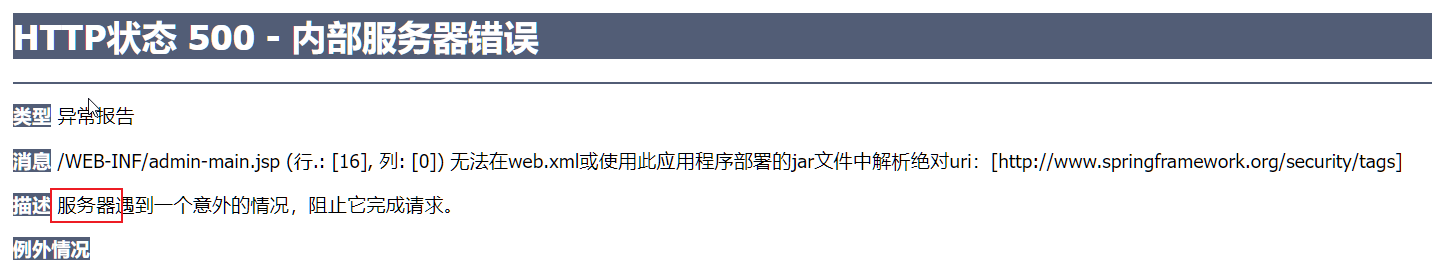 HTTP状态 500 - 内部服务器错误
类型 异常报告
消息 /WEB-INF/admin-main.jsp (行.: [16], 列: [0]) 无法在web.xml或使用此应用程序部署的jar文件中解析绝对uri：[http://www.springframework.org/security/tags]
描述 服务器遇到一个意外的情况，阻止它完成请求。
例外情况